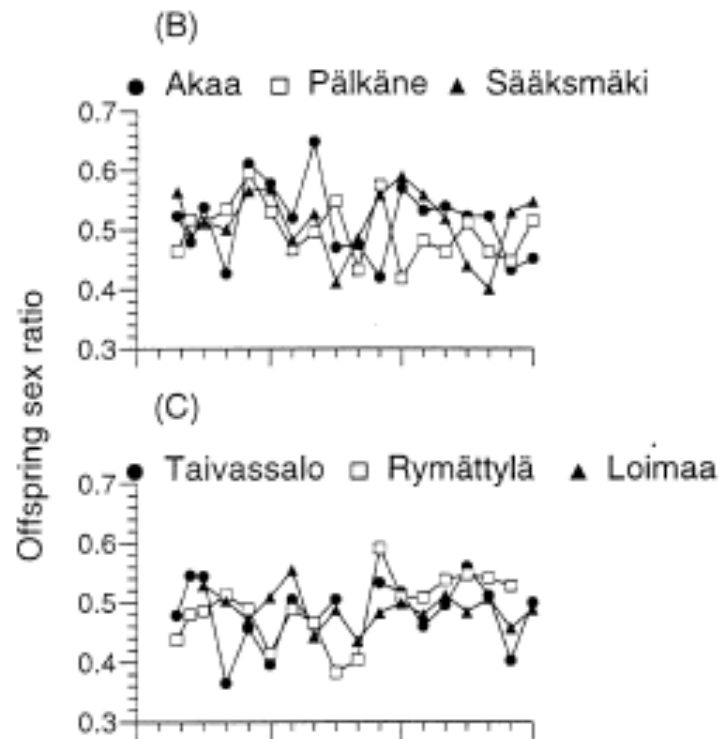 (B)
● Akaa □ Pälkäne ▲ Sääksmäki
0.7
0.6
0.5
0.4
0.3
Offspring sex ratio
(C)
● Taivassalo □ Rymättylä ▲ Loimaa
0.7
0.6
0.5
0.4
0.3